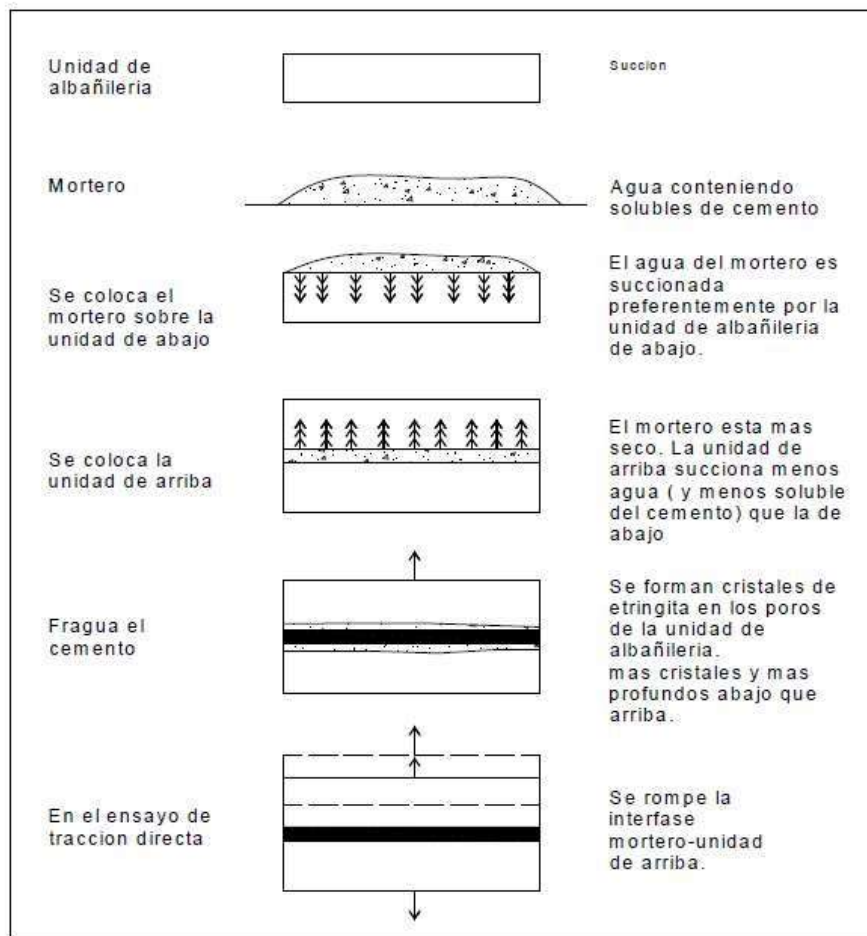 Unidad de
albañileria
Succion
Mortero
Agua conteniendo
solubles de cemento
Se coloca el
mortero sobre la
unidad de abajo
El agua del mortero es
succionada
preferentemente por la
unidad de albañileria
de abajo.
Se coloca la
unidad de arriba
El mortero esta mas
seco. La unidad de
arriba succiona menos
agua ( y menos soluble
del cemento) que la de
abajo
Fragua el
cemento
Se forman cristales de
etringita en los poros
de la unidad de
albañileria.
mas cristales y mas
profundos abajo que
arriba.
En el ensayo de
traccion directa
Se rompe la
interfase
mortero-unidad
de arriba.